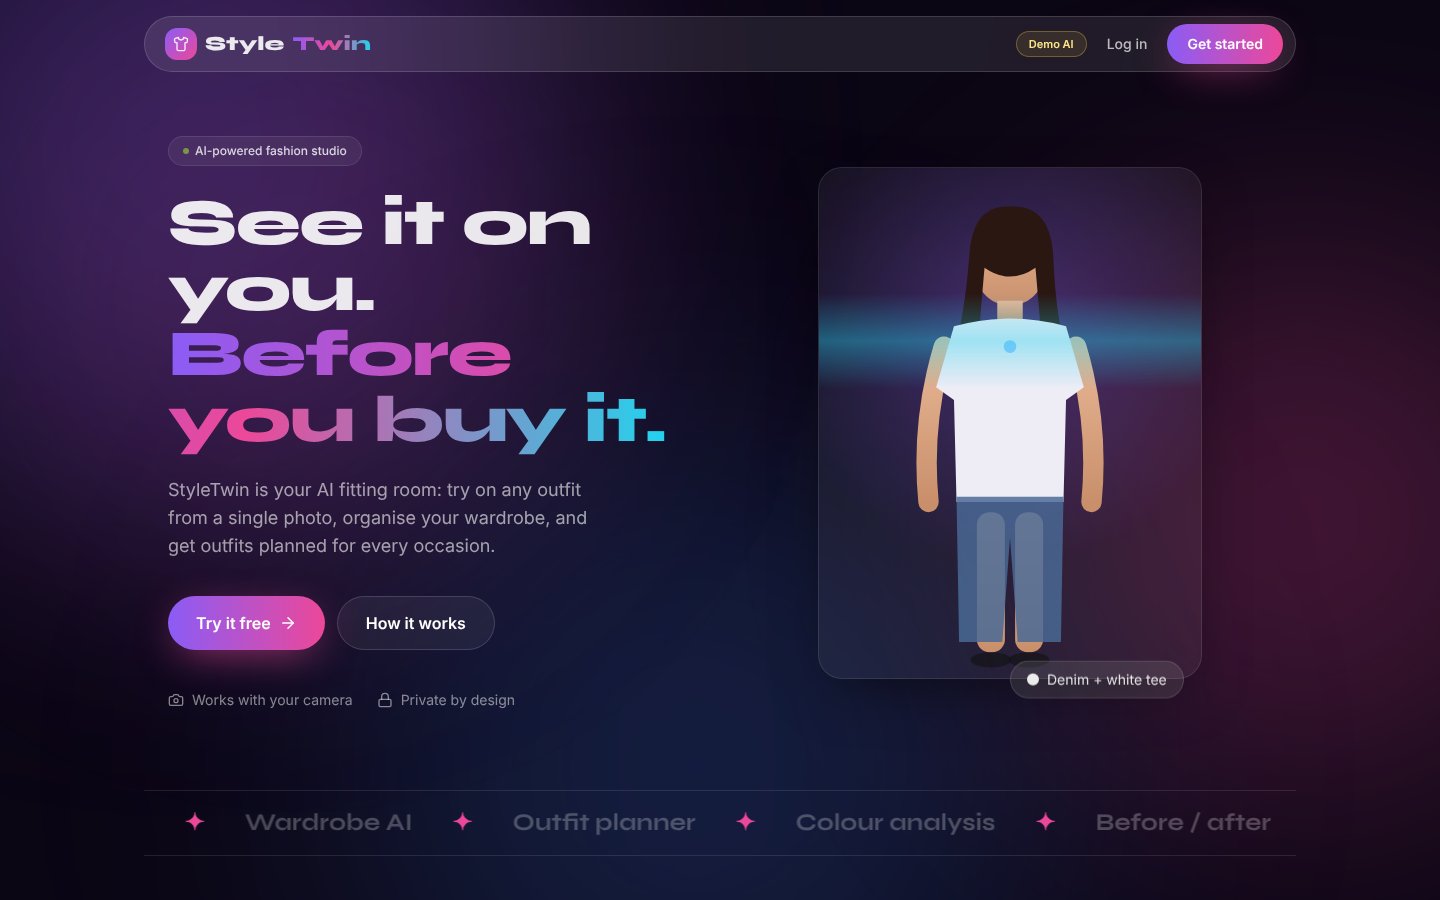 Style Twin
Demo AI
Log in
Get started
AI-powered fashion studio
See it on
you.
Before
you buy it.
StyleTwin is your AI fitting room: try on any outfit
from a single photo, organise your wardrobe, and
get outfits planned for every occasion.
Try it free
How it works
Works with your camera
Private by design
Denim + white tee
Wardrobe AI
Outfit planner
Colour analysis
Before / after